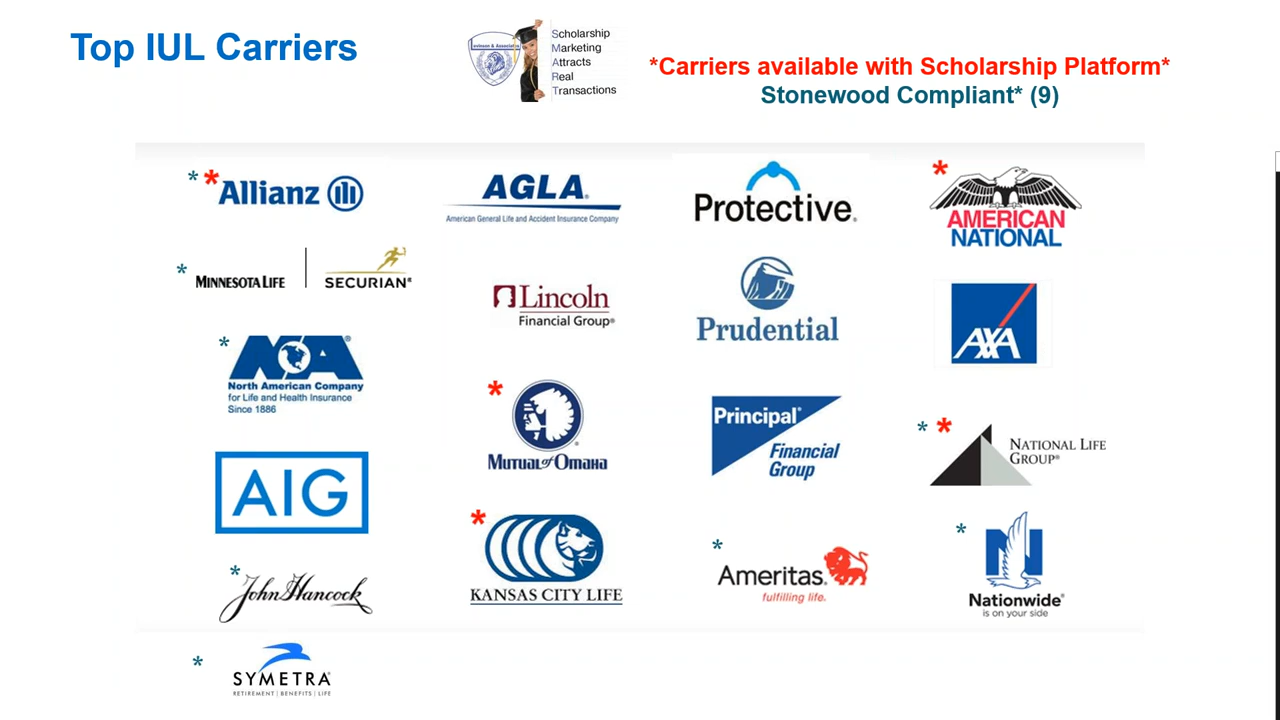 Top IUL Carriers
Scholarship
Marketing
Attracts
Real
Transactions
*Carriers available with Scholarship Platform*
Stonewood Compliant* (9)
* *Allianz
AGLA®
American General Life and Accident Insurance Company
Protective®
*
AMERICAN
NATIONAL
* MINNESOTA LIFE | SECURIAN®
Lincoln
Financial Group®
Prudential
AXA
* NA®
North American Company
for Life and Health Insurance
Since 1886
*
MUTUAL of OMAHA
Principal®
Financial
Group
* * NATIONAL LIFE
GROUP®
AIG
*
KANSAS CITY LIFE
*
Ameritas®
fulfilling life.
* N
Nationwide®
is on your side
*
John Hancock
*
SYMETRA®
RETIREMENT | BENEFITS | LIFE